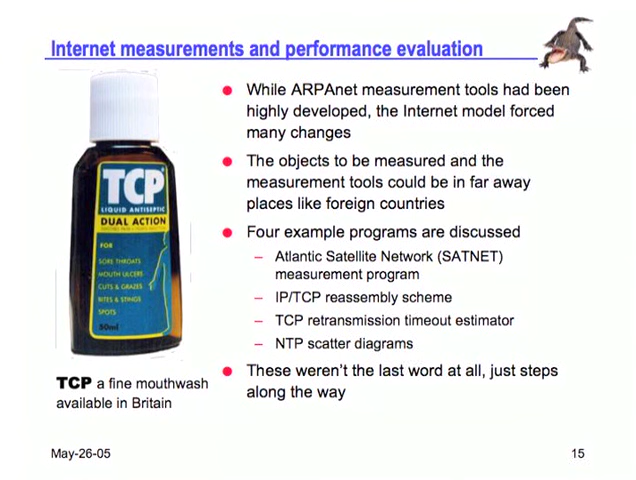 Internet measurements and performance evaluation
TCP
LIQUID ANTISEPTIC
DUAL ACTION
FOR
SORE THROATS
MOUTH ULCERS
CUTS & GRAZES
BITES & STINGS
SPOTS
50ml
TCP a fine mouthwash
available in Britain
While ARPAnet measurement tools had been
highly developed, the Internet model forced
many changes
The objects to be measured and the
measurement tools could be in far away
places like foreign countries
Four example programs are discussed
– Atlantic Satellite Network (SATNET)
measurement program
– IP/TCP reassembly scheme
– TCP retransmission timeout estimator
– NTP scatter diagrams
These weren't the last word at all, just steps
along the way
May-26-05
15